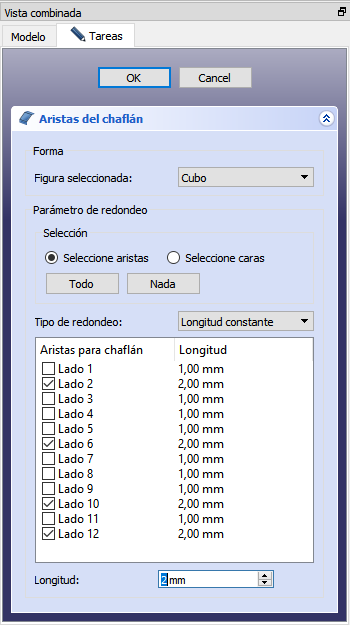 Vista combinada
Modelo Tareas
OK Cancel
Aristas del chaflán
Forma
Figura seleccionada: Cubo
Parámetro de redondeo
Selección
Seleccione aristas Seleccione caras
Todo Nada
Tipo de redondeo: Longitud constante
Aristas para chaflán Longitud
Lado 1 1,00 mm
Lado 2 2,00 mm
Lado 3 1,00 mm
Lado 4 1,00 mm
Lado 5 1,00 mm
Lado 6 2,00 mm
Lado 7 1,00 mm
Lado 8 1,00 mm
Lado 9 1,00 mm
Lado 10 2,00 mm
Lado 11 1,00 mm
Lado 12 2,00 mm
Longitud: 2 mm